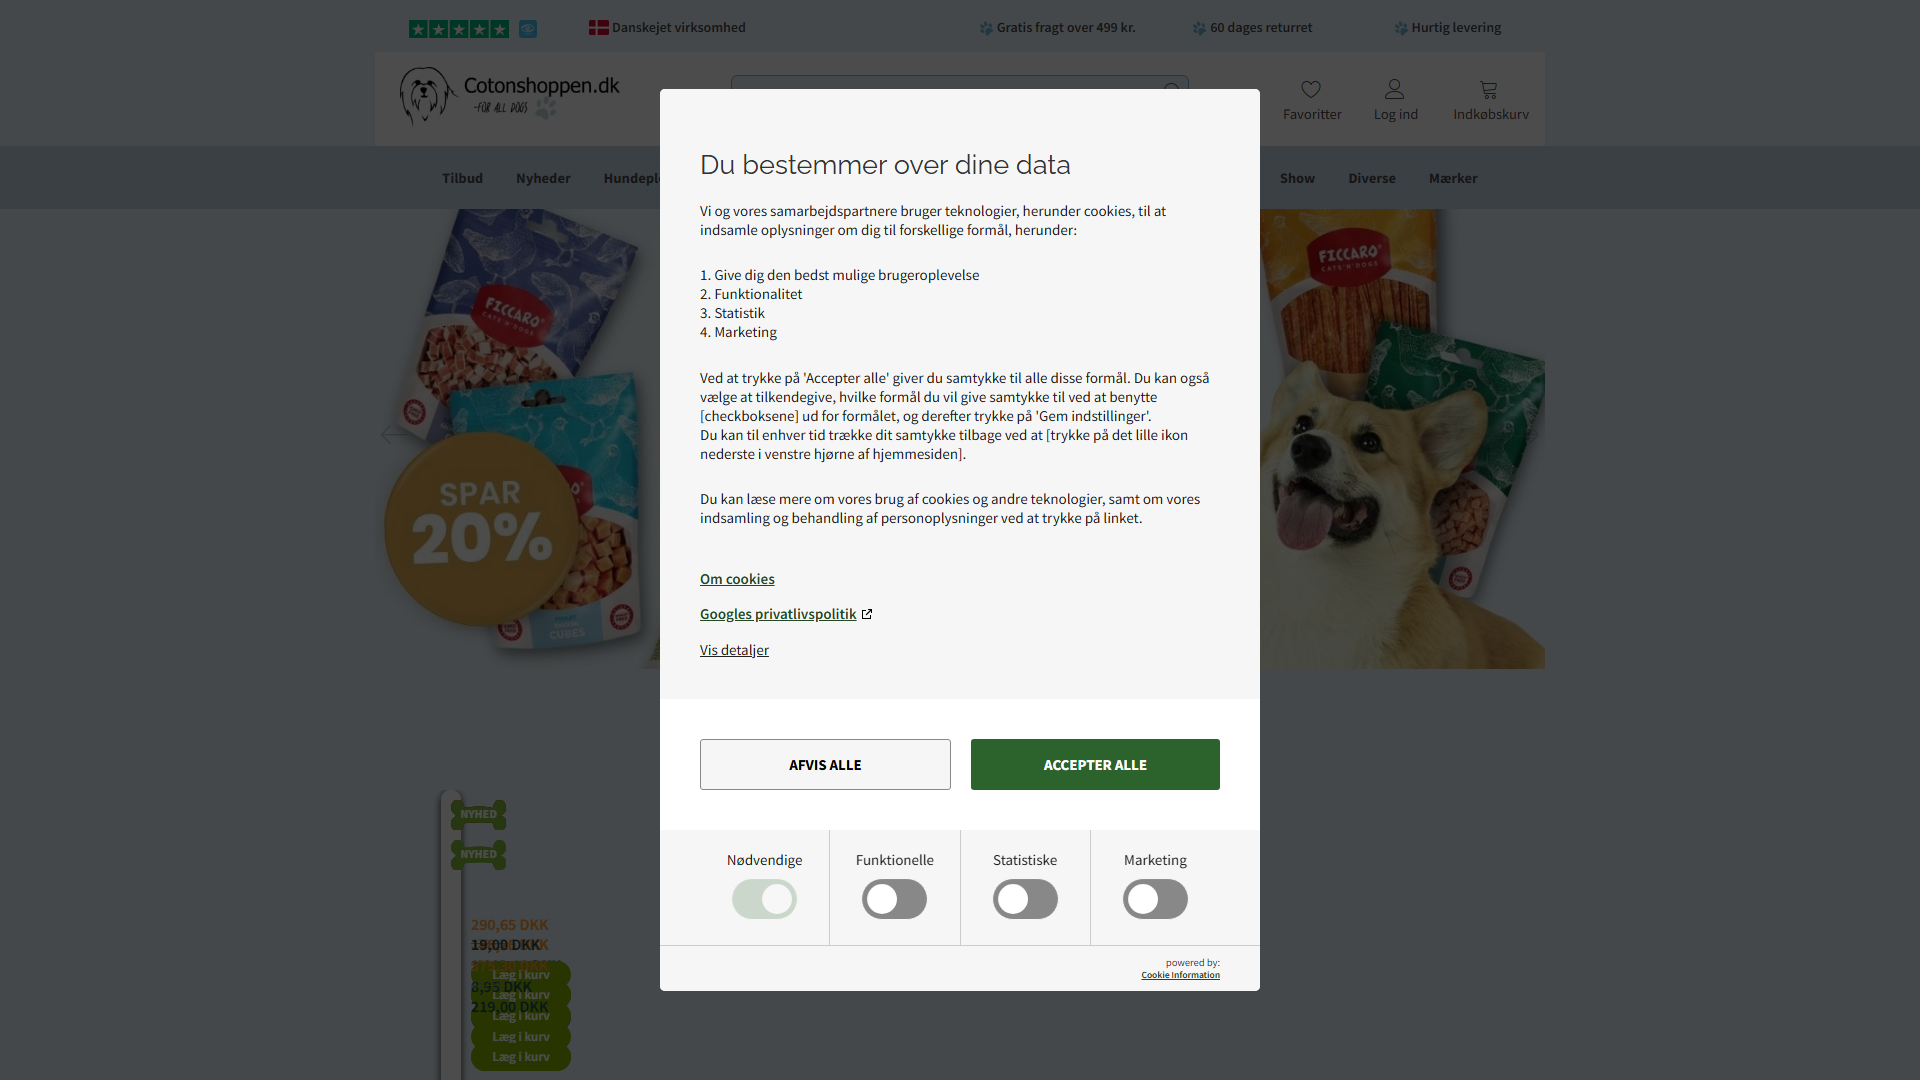 Danskejet virksomhed
Gratis fragt over 499 kr.
60 dages returret
Hurtig levering
Cotonshoppen.dk
-FOR ALL DOGS
Favoritter
Log ind
Indkøbskurv
Tilbud
Nyheder
Show
Diverse
Mærker
FICCARO
CATS 'N' DOGS
SPAR
20%
CUBES
FICCARO
CATS 'N' DOGS
Du bestemmer over dine data
Vi og vores samarbejdspartnere bruger teknologier, herunder cookies, til at
indsamle oplysninger om dig til forskellige formål, herunder:
1. Give dig den bedst mulige brugeroplevelse
2. Funktionalitet
3. Statistik
4. Marketing
Ved at trykke på 'Accepter alle' giver du samtykke til alle disse formål. Du kan også
vælge at tilkendegive, hvilke formål du vil give samtykke til ved at benytte
[checkboksene] ud for formålet, og derefter trykke på 'Gem indstillinger'.
Du kan til enhver tid trække dit samtykke tilbage ved at [trykke på det lille ikon
nederste i venstre hjørne af hjemmesiden].
Du kan læse mere om vores brug af cookies og andre teknologier, samt om vores
indsamling og behandling af personoplysninger ved at trykke på linket.
Om cookies
Googles privatlivspolitik
Vis detaljer
AFVIS ALLE
ACCEPTER ALLE
Nødvendige
Funktionelle
Statistiske
Marketing
powered by:
Cookie Information
NYHED
NYHED
290,65 DKK
19,00 DKK
Læg i kurv
8,95 DKK
Læg i kurv
219,00 DKK
Læg i kurv
Læg i kurv
Læg i kurv